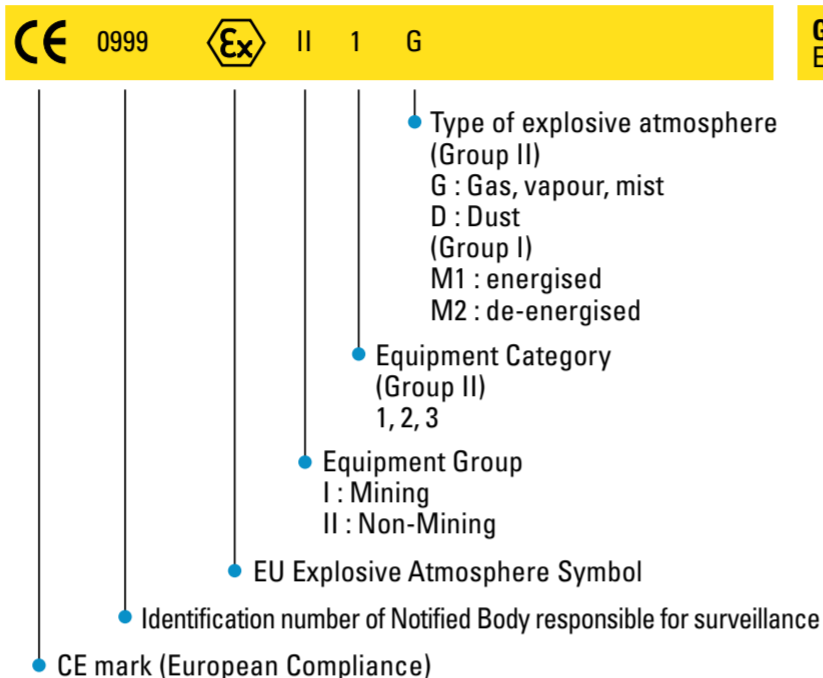 CE 0999 Ex II 1 G
G
E
Type of explosive atmosphere
(Group II)
G : Gas, vapour, mist
D : Dust
(Group I)
M1 : energised
M2 : de-energised
Equipment Category
(Group II)
1, 2, 3
Equipment Group
I : Mining
II : Non-Mining
EU Explosive Atmosphere Symbol
Identification number of Notified Body responsible for surveillance
CE mark (European Compliance)